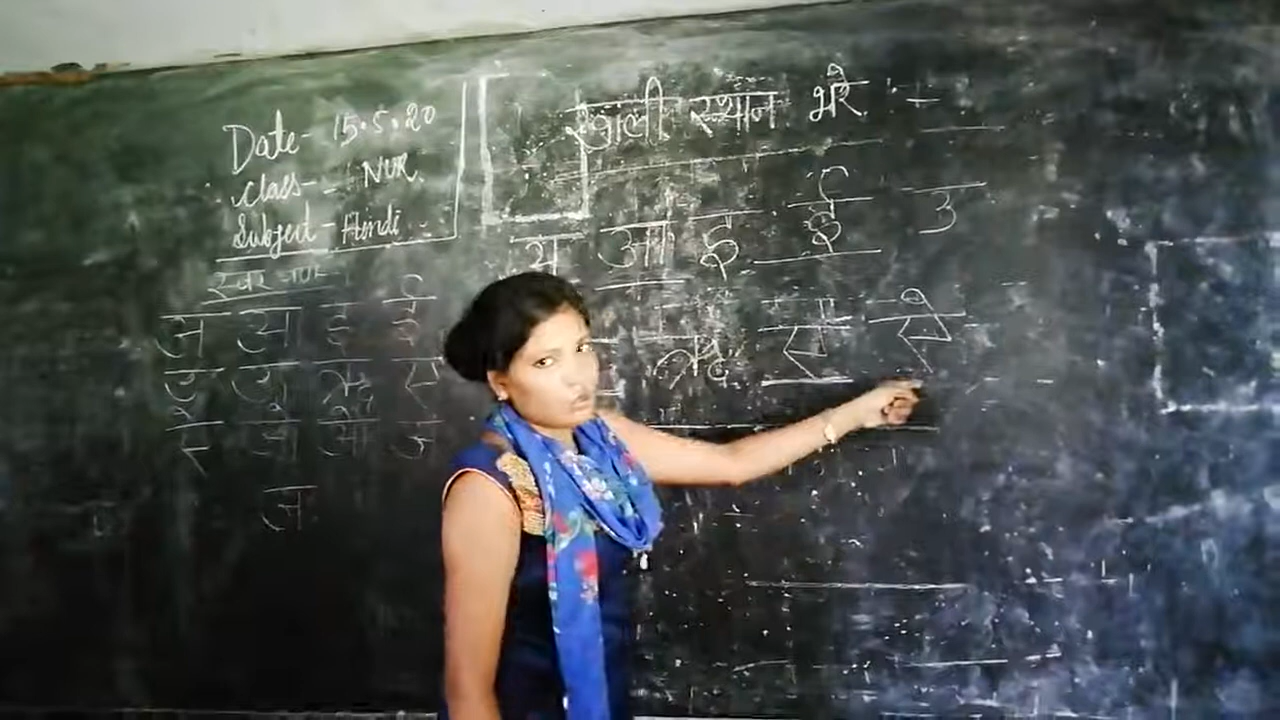 Date- 15.5.20
Class- NUR.
Subject- Hindi
स्वर
अ आ इ ई
उ ऊ ऋ ए
ऐ ओ औ अं
अः
खाली स्थान भरे :-
अ आ इ ई उ
ऋ ए ऐ